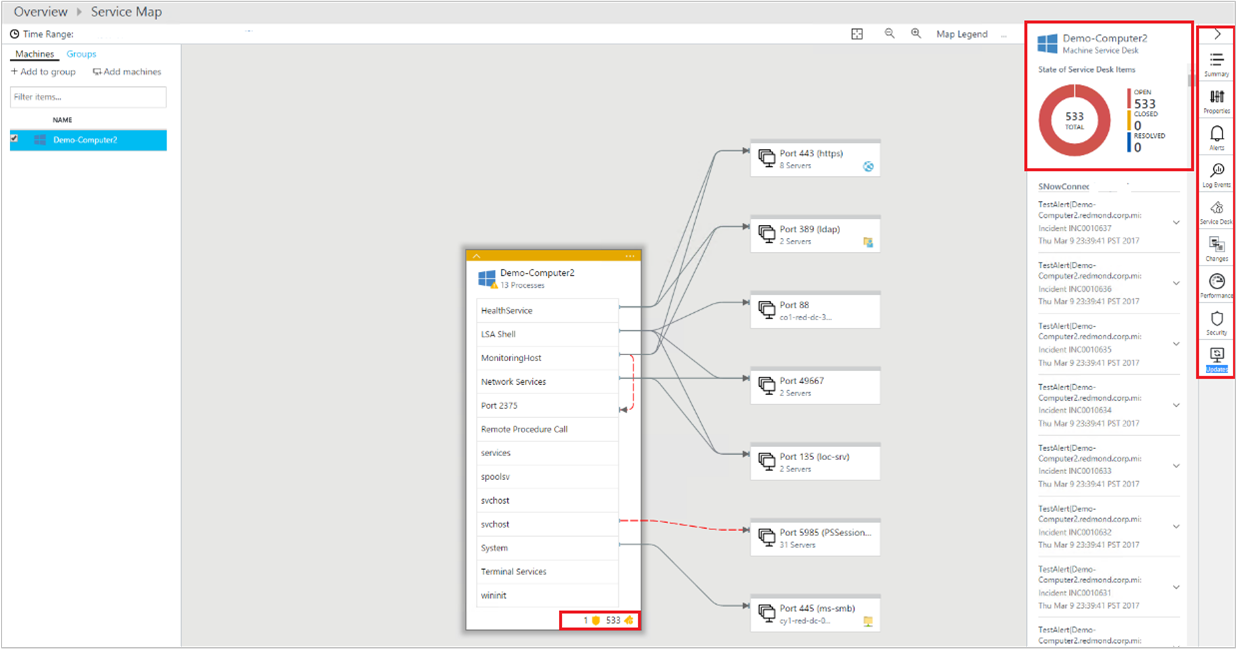 Overview ▸ Service Map
Time Range:
Map Legend
...
Machines Groups
+ Add to group Add machines
Filter items...
NAME
Demo-Computer2
Demo-Computer2
13 Processes
HealthService
LSA Shell
MonitoringHost
Network Services
Port 2375
Remote Procedure Call
services
spoolsv
svchost
svchost
System
Terminal Services
wininit
1 533
Port 443 (https)
8 Servers
Port 389 (ldap)
2 Servers
Port 88
co1-red-dc-3...
Port 49667
2 Servers
Port 135 (loc-srv)
2 Servers
Port 5985 (PSSession...
31 Servers
Port 445 (ms-smb)
cy1-red-dc-0...
Demo-Computer2
Machine Service Desk
State of Service Desk Items
533
TOTAL
OPEN
533
CLOSED
0
RESOLVED
0
SNowConnec
TestAlert(Demo-
Computer2.redmond.corp.mi:
Incident INC0010637
Thu Mar 9 23:39:41 PST 2017
TestAlert(Demo-
Computer2.redmond.corp.mi:
Incident INC0010636
Thu Mar 9 23:39:41 PST 2017
TestAlert(Demo-
Computer2.redmond.corp.mi:
Incident INC0010635
Thu Mar 9 23:39:41 PST 2017
TestAlert(Demo-
Computer2.redmond.corp.mi:
Incident INC0010634
Thu Mar 9 23:39:41 PST 2017
TestAlert(Demo-
Computer2.redmond.corp.mi:
Incident INC0010633
Thu Mar 9 23:39:41 PST 2017
TestAlert(Demo-
Computer2.redmond.corp.mi:
Incident INC0010632
Thu Mar 9 23:39:41 PST 2017
TestAlert(Demo-
Computer2.redmond.corp.mi:
Incident INC0010631
Thu Mar 9 23:39:41 PST 2017
TestAlert(Demo-
Computer2.redmond.corp.mi:
Summary
Properties
Alerts
Log Events
Service Desk
Changes
Performance
Security
Updates